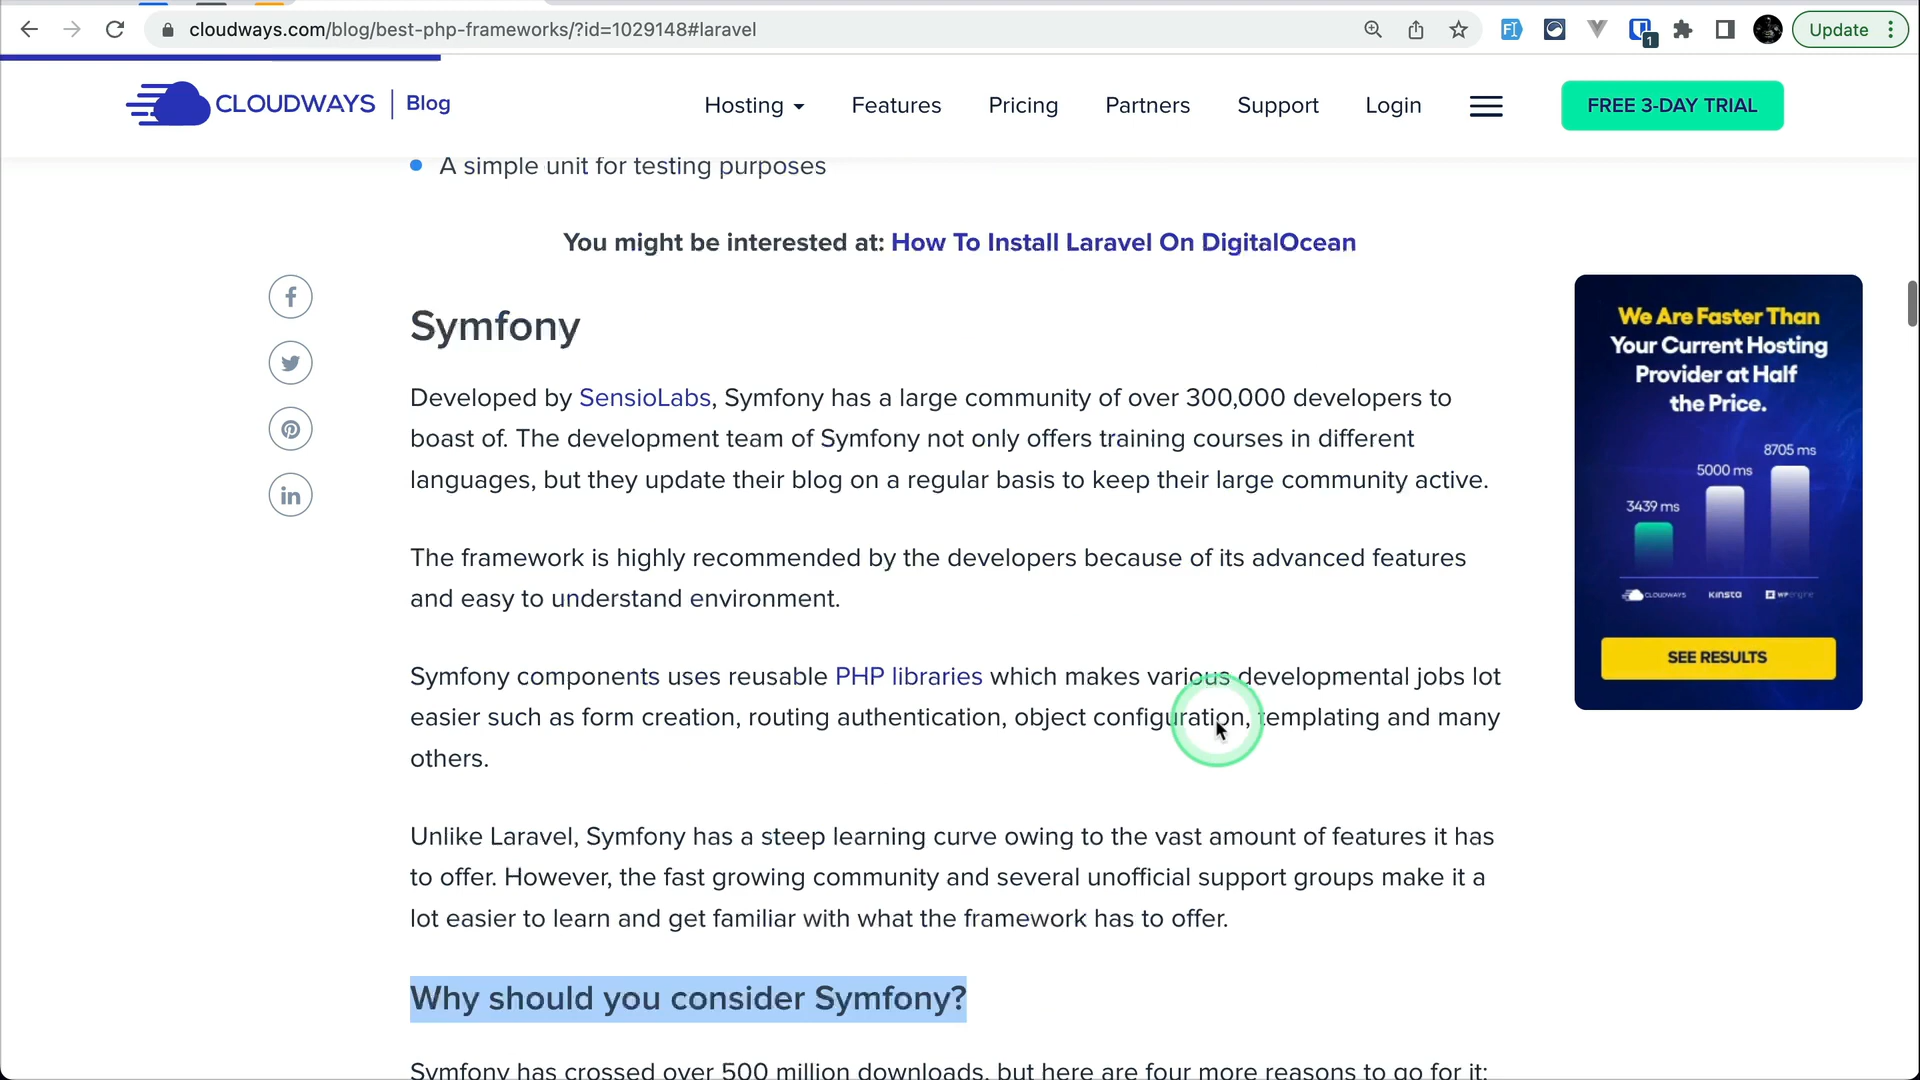 cloudways.com/blog/best-php-frameworks/?id=1029148#laravel
1
Update
CLOUDWAYS | Blog
Hosting
Features
Pricing
Partners
Support
Login
FREE 3-DAY TRIAL
A simple unit for testing purposes
You might be interested at: How To Install Laravel On DigitalOcean
Symfony
Developed by SensioLabs, Symfony has a large community of over 300,000 developers to
boast of. The development team of Symfony not only offers training courses in different
languages, but they update their blog on a regular basis to keep their large community active.
The framework is highly recommended by the developers because of its advanced features
and easy to understand environment.
Symfony components uses reusable PHP libraries which makes various developmental jobs lot
easier such as form creation, routing authentication, object configuration, templating and many
others.
Unlike Laravel, Symfony has a steep learning curve owing to the vast amount of features it has
to offer. However, the fast growing community and several unofficial support groups make it a
lot easier to learn and get familiar with what the framework has to offer.
Why should you consider Symfony?
Symfony has crossed over 500 million downloads, but here are four more reasons to go for it:
We Are Faster Than
Your Current Hosting
Provider at Half
the Price.
8705 ms
5000 ms
3439 ms
CLOUDWAYS
KINSTA
WP engine
SEE RESULTS